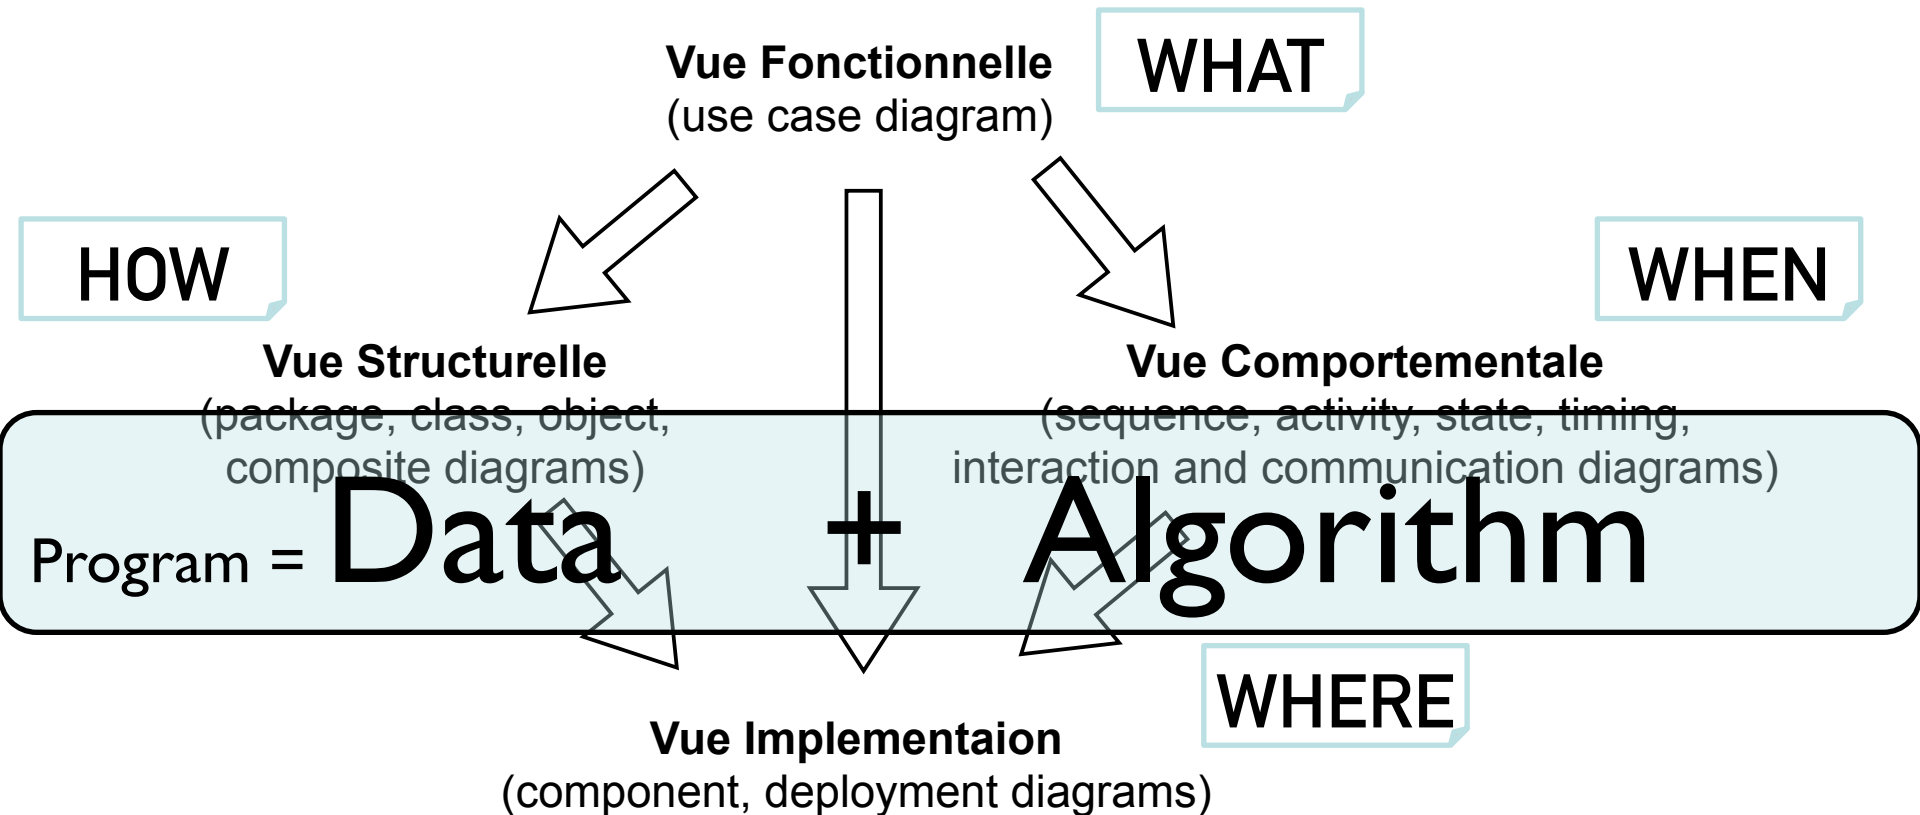 Vue Fonctionnelle
(use case diagram)
WHAT
HOW
WHEN
Vue Structurelle
(package, class, object,
composite diagrams)
Vue Comportementale
(sequence, activity, state, timing,
interaction and communication diagrams)
Program = Data + Algorithm
WHERE
Vue Implementaion
(component, deployment diagrams)